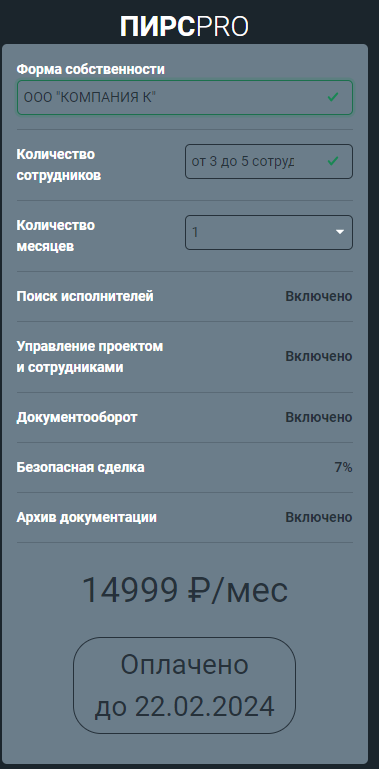 ПИРСPRO
Форма собственности
ООО "КОМПАНИЯ К"
Количество
сотрудников
от 3 до 5 сотруд
Количество
месяцев
1
Поиск исполнителей
Включено
Управление проектом
и сотрудниками
Включено
Документооборот
Включено
Безопасная сделка
7%
Архив документации
Включено
14999 ₽/мес
Оплачено
до 22.02.2024